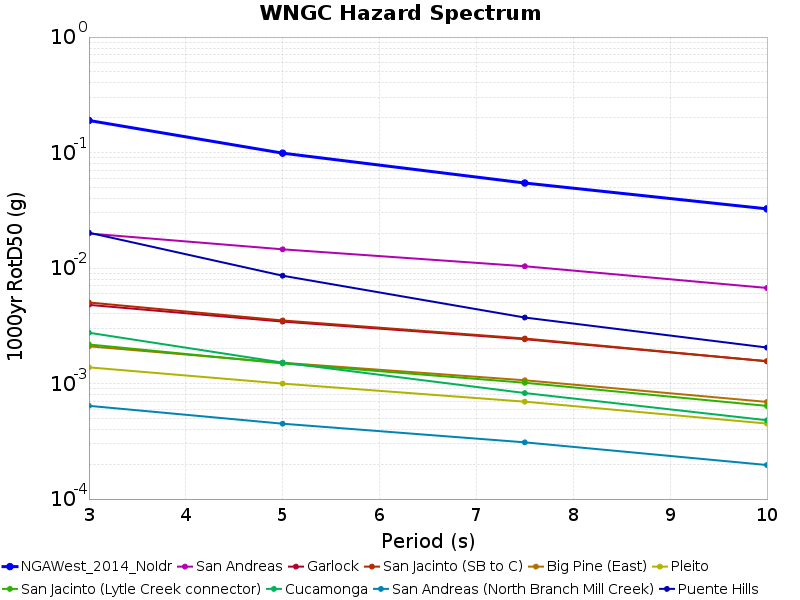 WNGC Hazard Spectrum
10^0
10^-1
10^-2
10^-3
10^-4
1000yr RotD50 (g)
3 4 5 6 7 8 9 10
Period (s)
NGAWest_2014_NoIdr San Andreas Garlock San Jacinto (SB to C) Big Pine (East) Pleito
San Jacinto (Lytle Creek connector) Cucamonga San Andreas (North Branch Mill Creek) Puente Hills